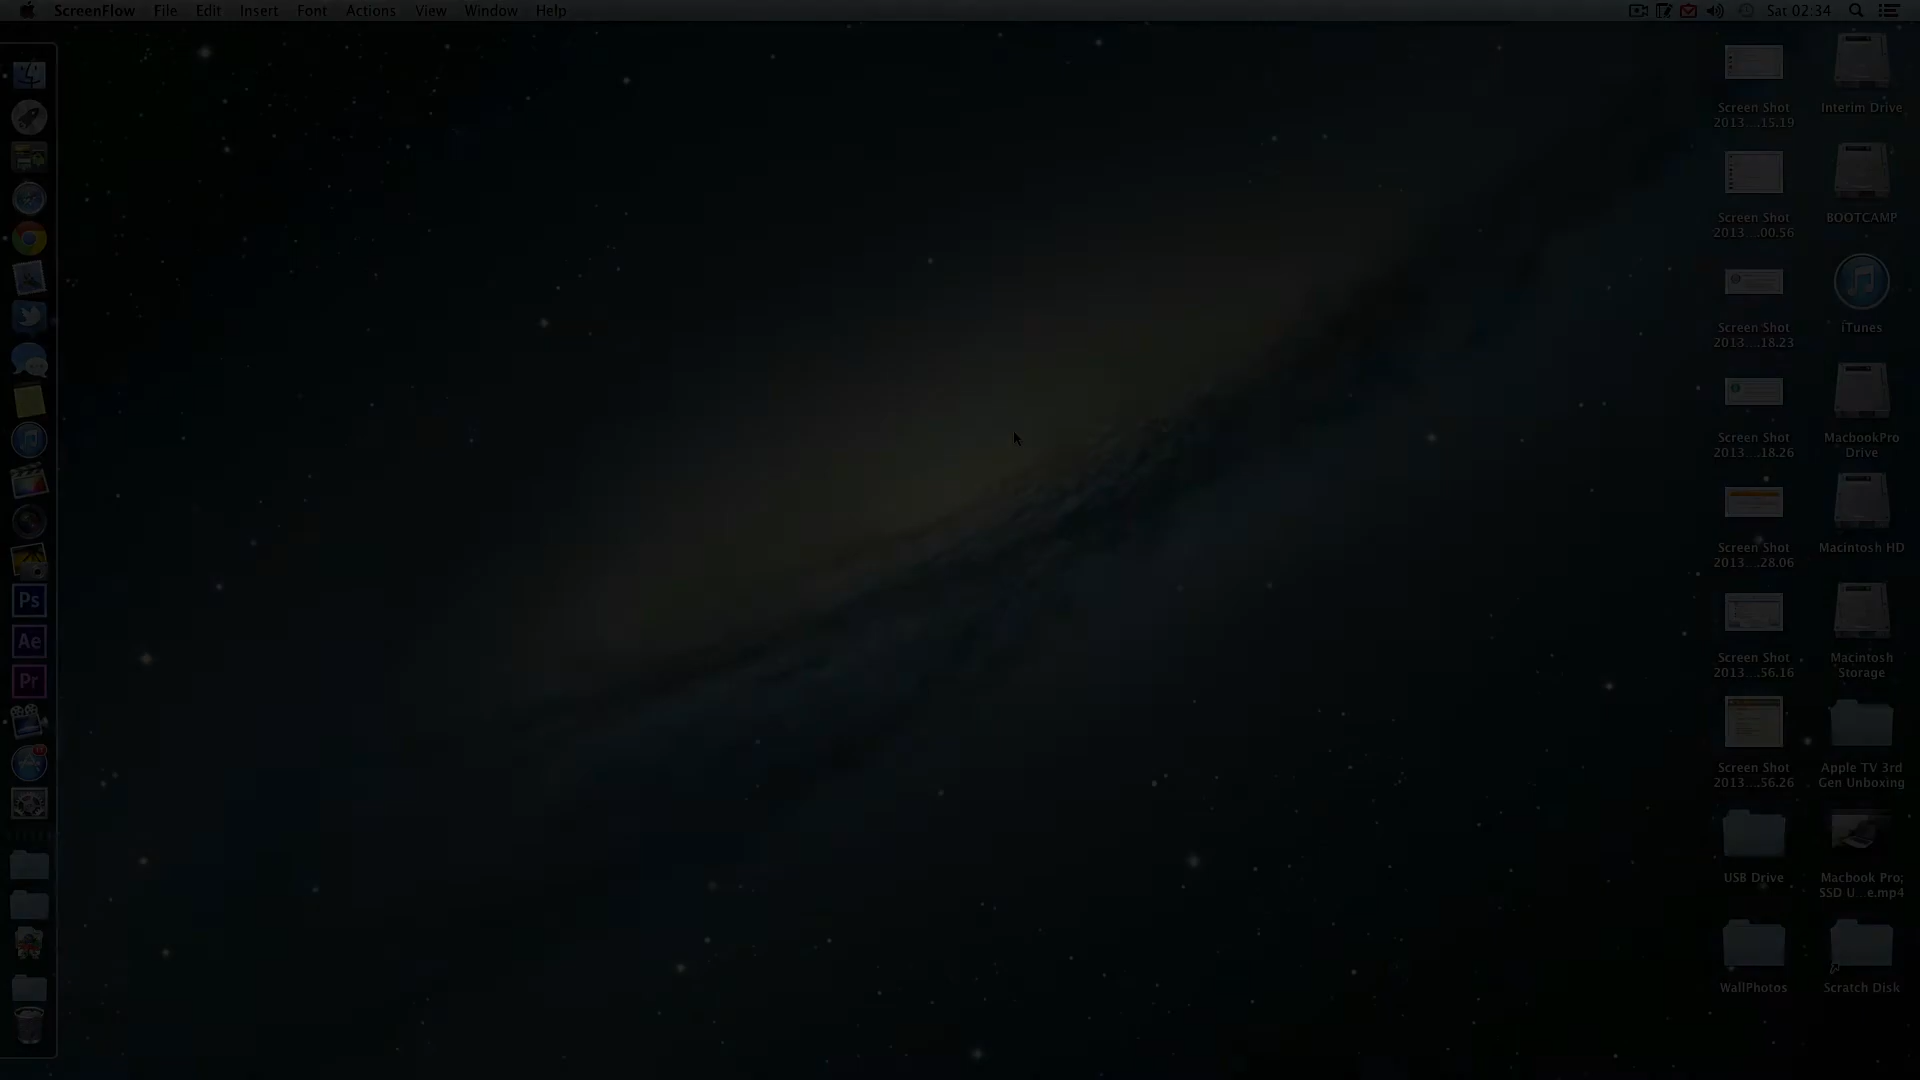 ScreenFlow File Edit Insert Font Actions View Window Help Sat 02:34
Screen Shot
2013....15.19
Interim Drive
Screen Shot
2013....00.56
BOOTCAMP
Screen Shot
2013....18.23
iTunes
Screen Shot
2013....18.26
MacbookPro
Drive
Screen Shot
2013....28.06
Macintosh HD
Screen Shot
2013....56.16
Macintosh
Storage
Screen Shot
2013....56.26
Apple TV 3rd
Gen Unboxing
USB Drive
Macbook Pro;
SSD U...e.mp4
WallPhotos
Scratch Disk
Ps
Ae
Pr